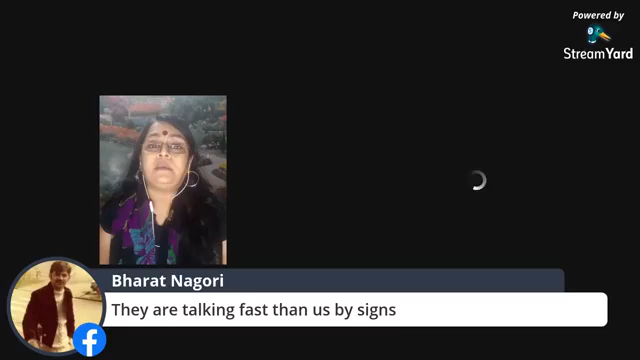 Powered by
StreamYard
Bharat Nagori
They are talking fast than us by signs